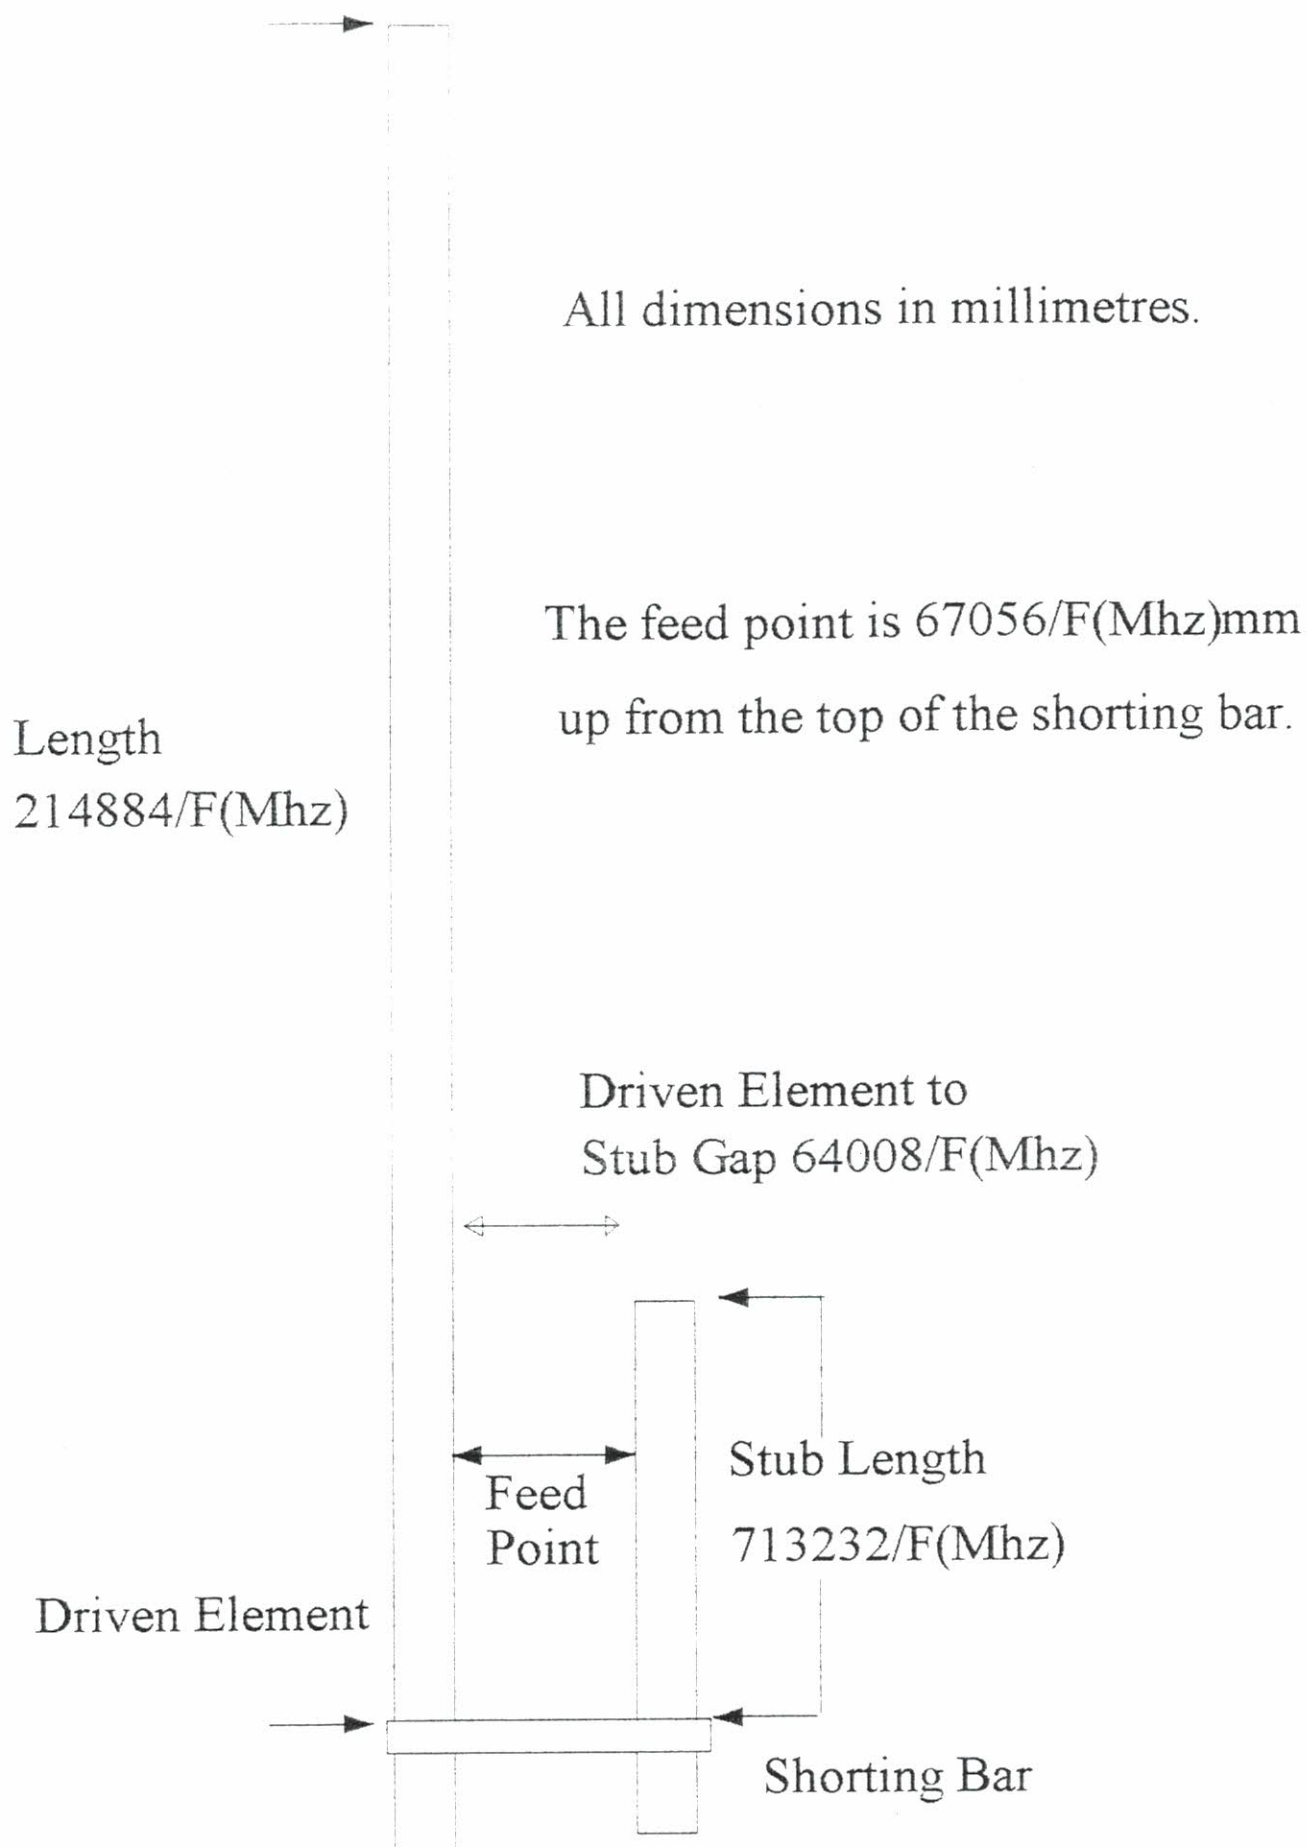 All dimensions in millimetres.
The feed point is 67056/F(Mhz)mm
up from the top of the shorting bar.
Length
214884/F(Mhz)
Driven Element to
Stub Gap 64008/F(Mhz)
Feed
Point
Stub Length
713232/F(Mhz)
Driven Element
Shorting Bar